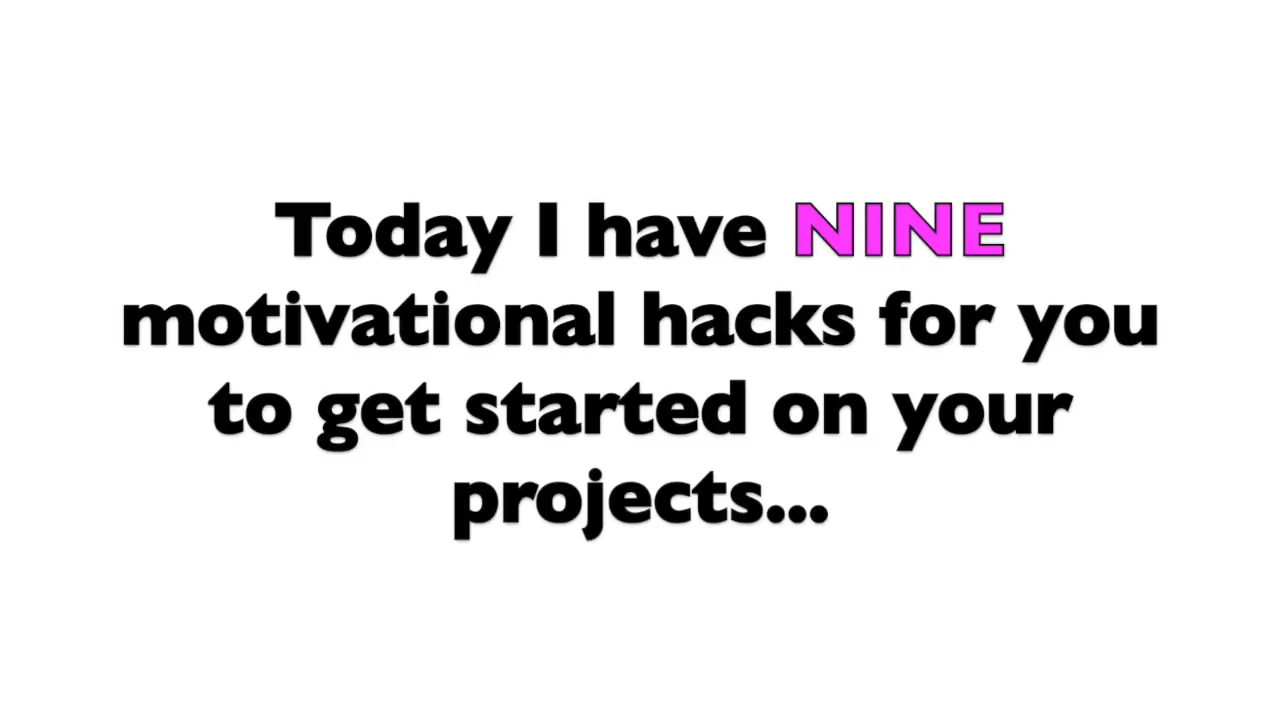 Today I have NINE
motivational hacks for you
to get started on your
projects...